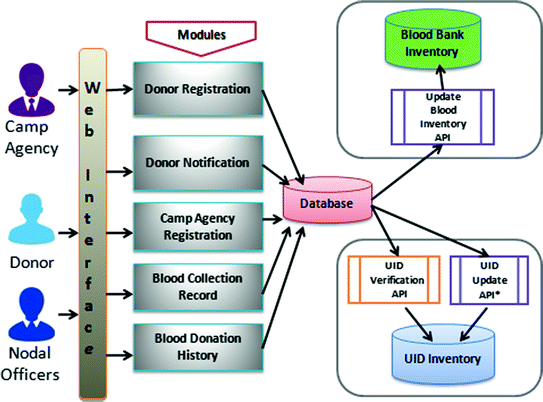 Modules
Camp
Agency
Donor
Nodal
Officers
Web Interface
Donor Registration
Donor Notification
Camp Agency
Registration
Blood Collection
Record
Blood Donation
History
Database
Blood Bank
Inventory
Update
Blood
Inventory
API
UID
Verification
API
UID
Update
API*
UID Inventory